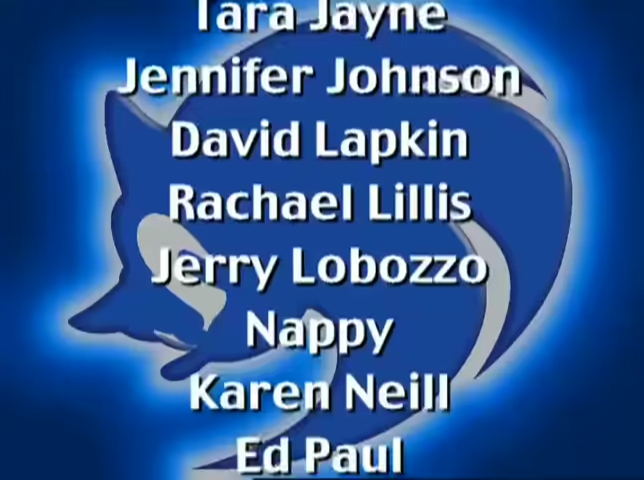 Tara Jayne
Jennifer Johnson
David Lapkin
Rachael Lillis
Jerry Lobozzo
Nappy
Karen Neill
Ed Paul